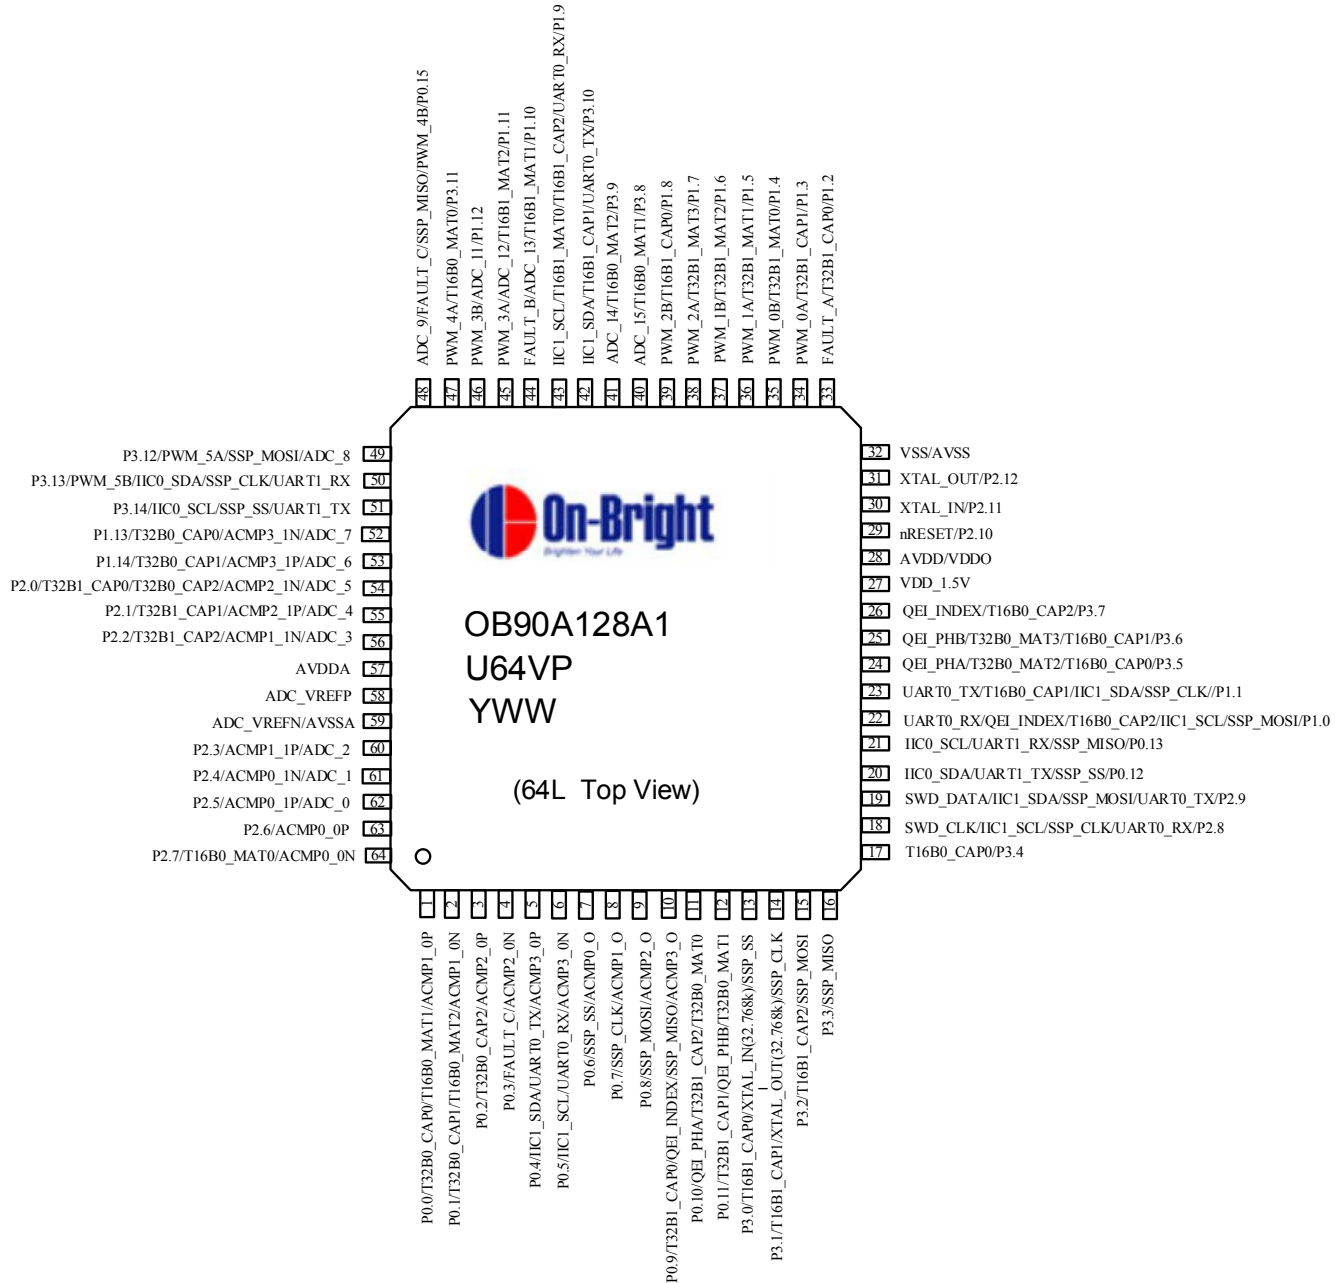 ADC_9/FAULT_C/SSP_MISO/PWM_4B/P0.15
PWM_4A/T16B0_MAT0/P3.11
PWM_3B/ADC_11/P1.12
PWM_3A/ADC_12/T16B1_MAT2/P1.11
FAULT_B/ADC_13/T16B1_MAT1/P1.10
IIC1_SCL/T16B1_MAT0/T16B1_CAP2/UART0_RX/P1.9
IIC1_SDA/T16B1_CAP1/UART0_TX/P3.10
ADC_14/T16B0_MAT2/P3.9
ADC_15/T16B0_MAT1/P3.8
PWM_2B/T16B1_CAP0/P1.8
PWM_2A/T32B1_MAT3/P1.7
PWM_1B/T32B1_MAT2/P1.6
PWM_1A/T32B1_MAT1/P1.5
PWM_0B/T32B1_MAT0/P1.4
PWM_0A/T32B1_CAP1/P1.3
FAULT_A/T32B1_CAP0/P1.2
48 47 46 45 44 43 42 41 40 39 38 37 36 35 34 33
P3.12/PWM_5A/SSP_MOSI/ADC_8 49
P3.13/PWM_5B/IIC0_SDA/SSP_CLK/UART1_RX 50
P3.14/IIC0_SCL/SSP_SS/UART1_TX 51
P1.13/T32B0_CAP0/ACMP3_1N/ADC_7 52
P1.14/T32B0_CAP1/ACMP3_1P/ADC_6 53
P2.0/T32B1_CAP0/T32B0_CAP2/ACMP2_1N/ADC_5 54
P2.1/T32B1_CAP1/ACMP2_1P/ADC_4 55
P2.2/T32B1_CAP2/ACMP1_1N/ADC_3 56
AVDDA 57
ADC_VREFP 58
ADC_VREFN/AVSSA 59
P2.3/ACMP1_1P/ADC_2 60
P2.4/ACMP0_1N/ADC_1 61
P2.5/ACMP0_1P/ADC_0 62
P2.6/ACMP0_0P 63
P2.7/T16B0_MAT0/ACMP0_0N 64
On-Bright
Brighten Your Life
OB90A128A1
U64VP
YWW
(64L Top View)
32 VSS/AVSS
31 XTAL_OUT/P2.12
30 XTAL_IN/P2.11
29 nRESET/P2.10
28 AVDD/VDDO
27 VDD_1.5V
26 QEI_INDEX/T16B0_CAP2/P3.7
25 QEI_PHB/T32B0_MAT3/T16B0_CAP1/P3.6
24 QEI_PHA/T32B0_MAT2/T16B0_CAP0/P3.5
23 UART0_TX/T16B0_CAP1/IIC1_SDA/SSP_CLK//P1.1
22 UART0_RX/QEI_INDEX/T16B0_CAP2/IIC1_SCL/SSP_MOSI/P1.0
21 IIC0_SCL/UART1_RX/SSP_MISO/P0.13
20 IIC0_SDA/UART1_TX/SSP_SS/P0.12
19 SWD_DATA/IIC1_SDA/SSP_MOSI/UART0_TX/P2.9
18 SWD_CLK/IIC1_SCL/SSP_CLK/UART0_RX/P2.8
17 T16B0_CAP0/P3.4
1 2 3 4 5 6 7 8 9 10 11 12 13 14 15 16
P0.0/T32B0_CAP0/T16B0_MAT1/ACMP1_0P
P0.1/T32B0_CAP1/T16B0_MAT2/ACMP1_0N
P0.2/T32B0_CAP2/ACMP2_0P
P0.3/FAULT_C/ACMP2_0N
P0.4/IIC1_SDA/UART0_TX/ACMP3_0P
P0.5/IIC1_SCL/UART0_RX/ACMP3_0N
P0.6/SSP_SS/ACMP0_O
P0.7/SSP_CLK/ACMP1_O
P0.8/SSP_MOSI/ACMP2_O
P0.9/T32B1_CAP0/QEI_INDEX/SSP_MISO/ACMP3_O
P0.10/QEI_PHA/T32B1_CAP2/T32B0_MAT0
P0.11/T32B1_CAP1/QEI_PHB/T32B0_MAT1
P3.0/T16B1_CAP0/XTAL_IN(32.768k)/SSP_SS
P3.1/T16B1_CAP1/XTAL_OUT(32.768k)/SSP_CLK
P3.2/T16B1_CAP2/SSP_MOSI
P3.3/SSP_MISO